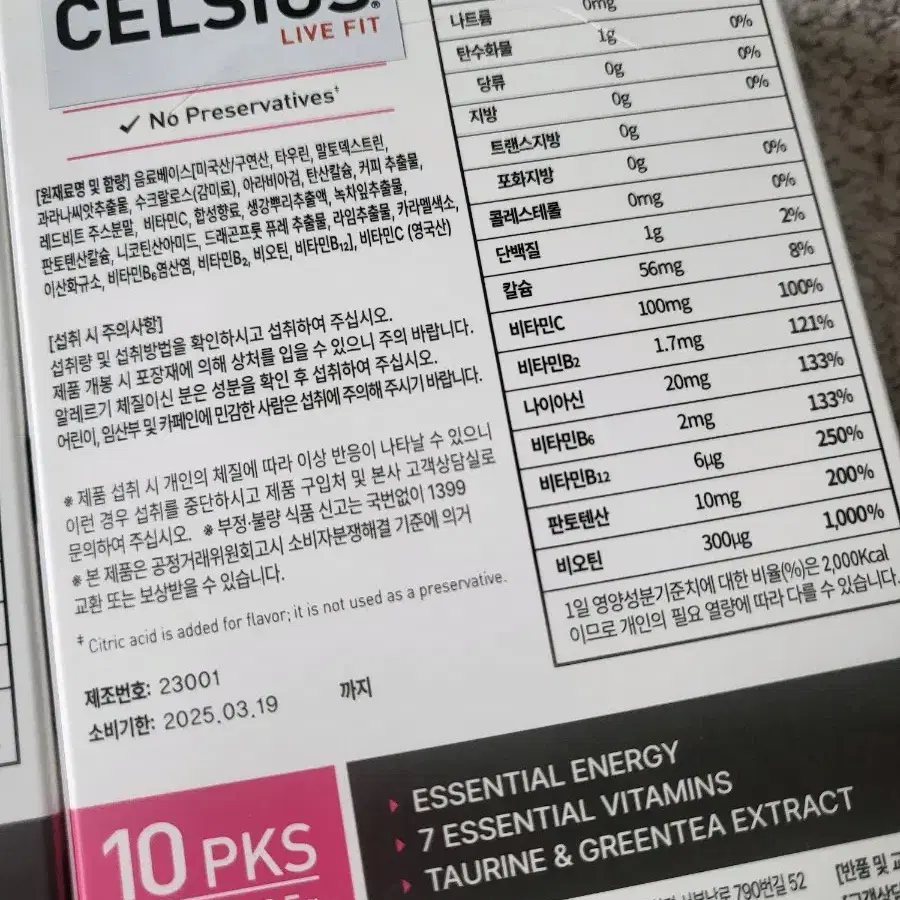 CELSIUS®
LIVE FIT
✓ No Preservatives‡
[원재료명 및 함량] 음료베이스[미국산/구연산, 타우린, 말토덱스트린,
과라나씨앗추출물, 수크랄로스(감미료), 아라비아검, 탄산칼슘, 커피 추출물,
레드비트 주스분말, 비타민C, 합성향료, 생강뿌리추출액, 녹차잎추출물,
판토텐산칼슘, 니코틴산아미드, 드래곤프룻 퓨레 추출물, 라임추출물, 카라멜색소,
이산화규소, 비타민B6염산염, 비타민B2, 비오틴, 비타민B12], 비타민C (영국산)
[섭취 시 주의사항]
섭취량 및 섭취방법을 확인하시고 섭취하여 주십시오.
제품 개봉 시 포장재에 의해 상처를 입을 수 있으니 주의 바랍니다.
알레르기 체질이신 분은 성분을 확인 후 섭취하여 주십시오.
어린이, 임산부 및 카페인에 민감한 사람은 섭취에 주의해 주시기 바랍니다.
※ 제품 섭취 시 개인의 체질에 따라 이상 반응이 나타날 수 있으니
이런 경우 섭취를 중단하시고 제품 구입처 및 본사 고객상담실로
문의하여 주십시오. ※ 부정·불량 식품 신고는 국번없이 1399
※ 본 제품은 공정거래위원회고시 소비자분쟁해결 기준에 의거
교환 또는 보상받을 수 있습니다.
‡ Citric acid is added for flavor; it is not used as a preservative.
제조번호: 23001
소비기한: 2025.03.19 까지
나트륨 0mg 0%
탄수화물 1g 0%
당류 0g 0%
지방 0g
트랜스지방 0g
포화지방 0g 0%
콜레스테롤 0mg 0%
단백질 1g 2%
칼슘 56mg 8%
비타민C 100mg 100%
비타민B2 1.7mg 121%
나이아신 20mg 133%
비타민B6 2mg 133%
비타민B12 6μg 250%
판토텐산 10mg 200%
비오틴 300μg 1,000%
1일 영양성분기준치에 대한 비율(%)은 2,000Kcal
이므로 개인의 필요 열량에 따라 다를 수 있습니다.
10 PKS
ESSENTIAL ENERGY
7 ESSENTIAL VITAMINS
TAURINE & GREENTEA EXTRACT
790번길 52
[반품 및